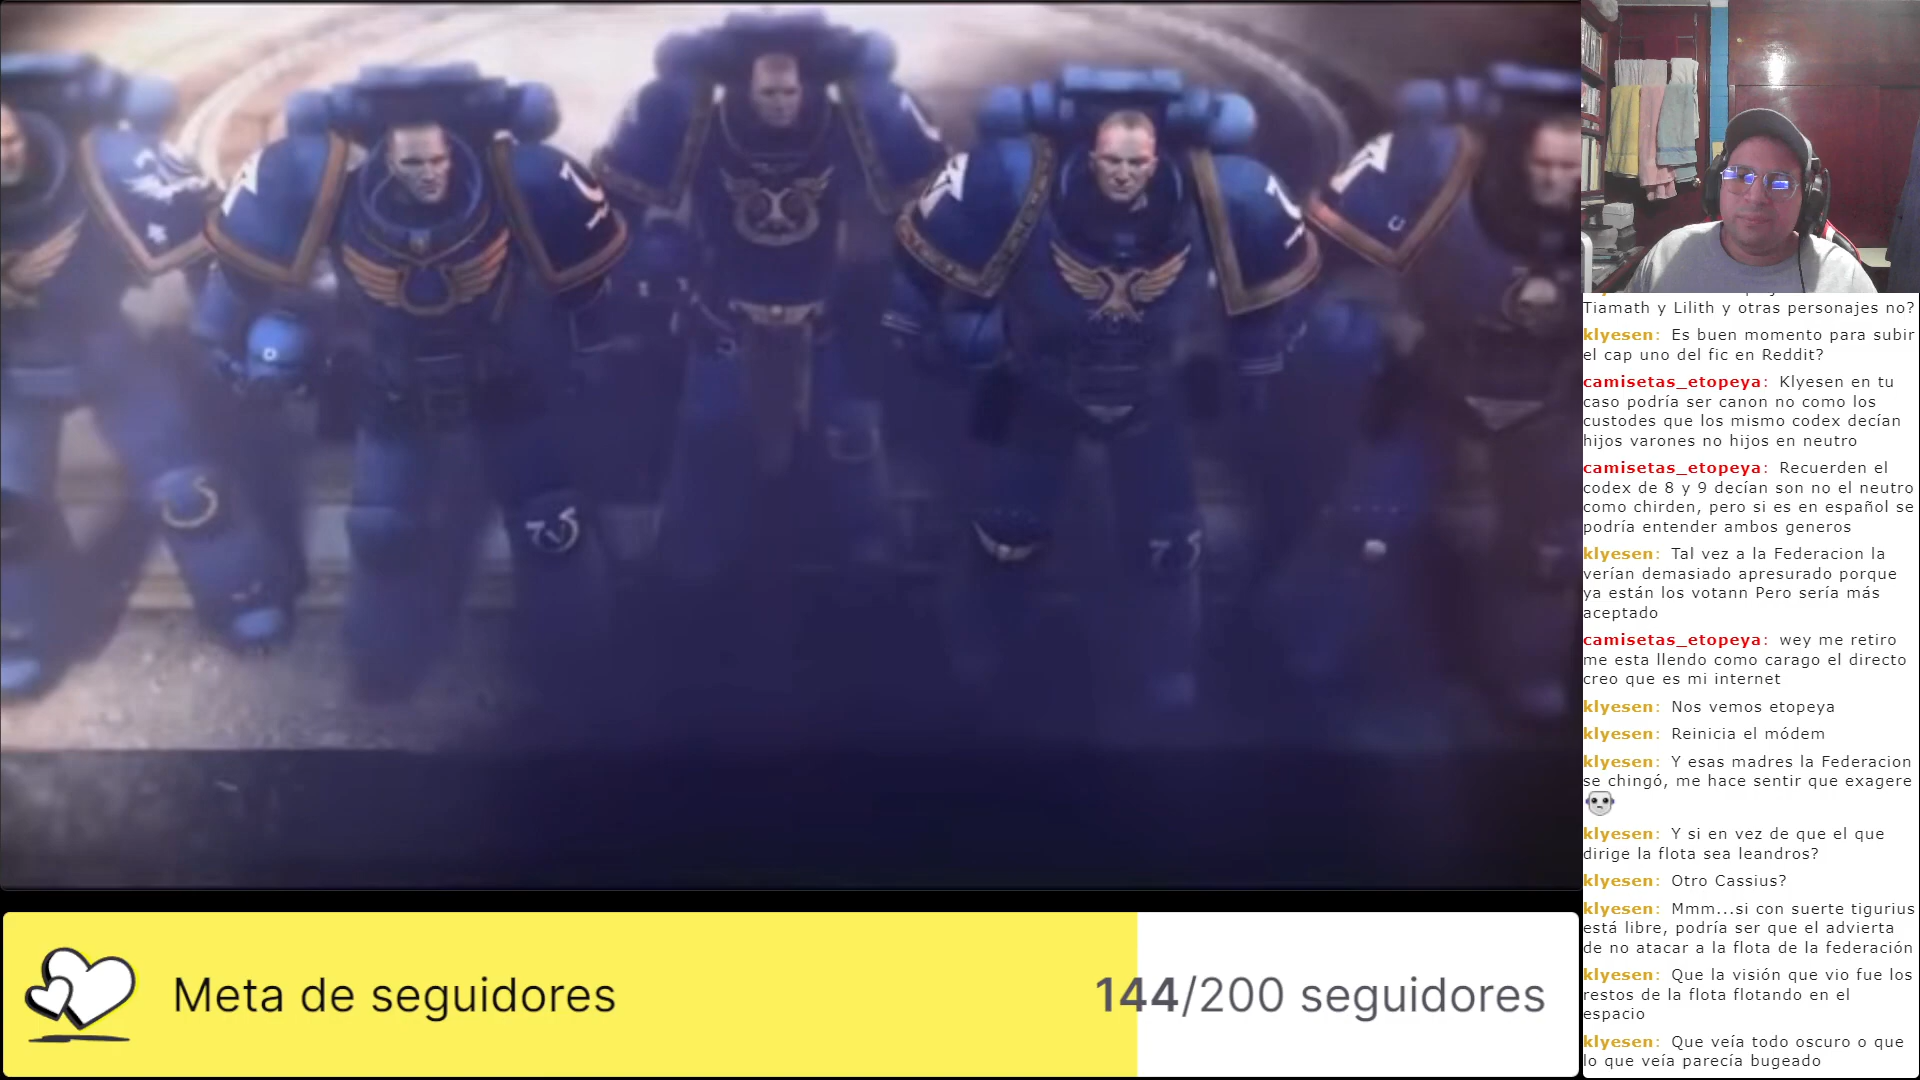 Tiamath y Lilith y otras personajes no?
klyesen: Es buen momento para subir
el cap uno del fic en Reddit?
camisetas_etopeya: Klyesen en tu
caso podría ser canon no como los
custodes que los mismo codex decían
hijos varones no hijos en neutro
camisetas_etopeya: Recuerden el
codex de 8 y 9 decían son no el neutro
como chirden, pero si es en español se
podría entender ambos generos
klyesen: Tal vez a la Federacion la
verían demasiado apresurado porque
ya están los votann Pero sería más
aceptado
camisetas_etopeya: wey me retiro
me esta llendo como carago el directo
creo que es mi internet
klyesen: Nos vemos etopeya
klyesen: Reinicia el módem
klyesen: Y esas madres la Federacion
se chingó, me hace sentir que exagere
klyesen: Y si en vez de que el que
dirige la flota sea leandros?
klyesen: Otro Cassius?
klyesen: Mmm...si con suerte tigurius
está libre, podría ser que el advierta
de no atacar a la flota de la federación
klyesen: Que la visión que vio fue los
restos de la flota flotando en el
espacio
klyesen: Que veía todo oscuro o que
lo que veía parecía bugeado
Meta de seguidores
144/200 seguidores